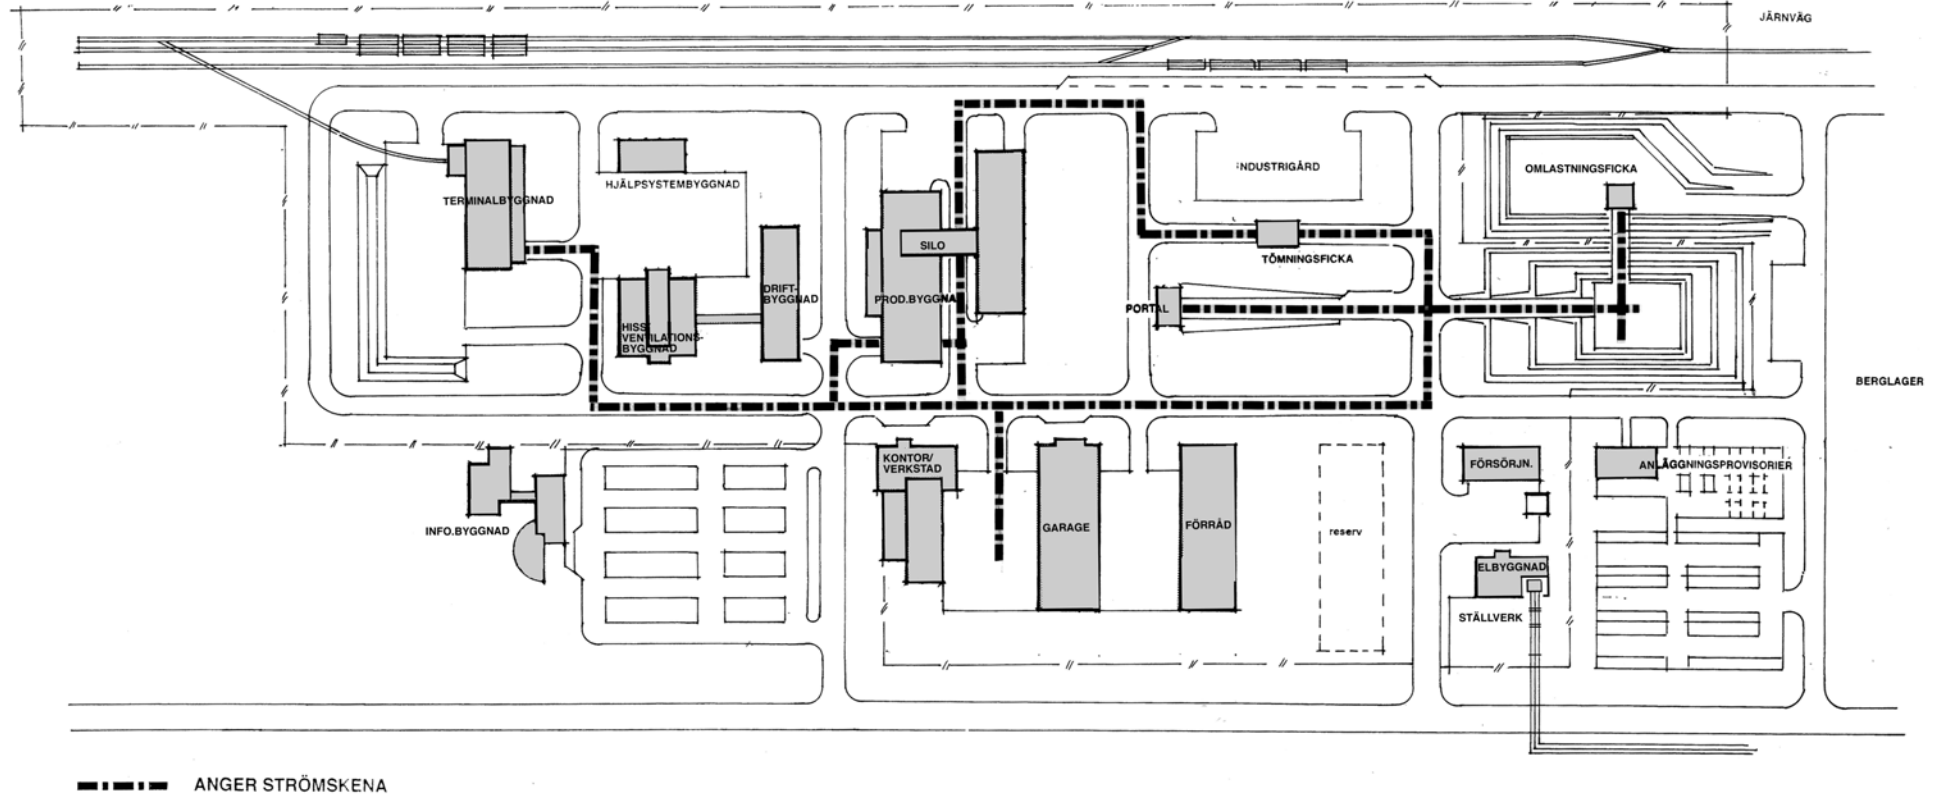 JÄRNVÄG
INDUSTRIGÅRD
OMLASTNINGSFICKA
HJÄLPSYSTEMBYGGNAD
TERMINALBYGGNAD
SILO
TÖMNINGSFICKA
DRIFT-
BYGGNAD
PROD.BYGGNA
PORTAL
HISS
VENTILATIONS-
BYGGNAD
BERGLAGER
KONTOR/
VERKSTAD
FÖRSÖRJN.
ANLÄGGNINGSPROVISORIER
INFO.BYGGNAD
GARAGE
FÖRRÅD
reserv
ELBYGGNAD
STÄLLVERK
ANGER STRÖMSKENA